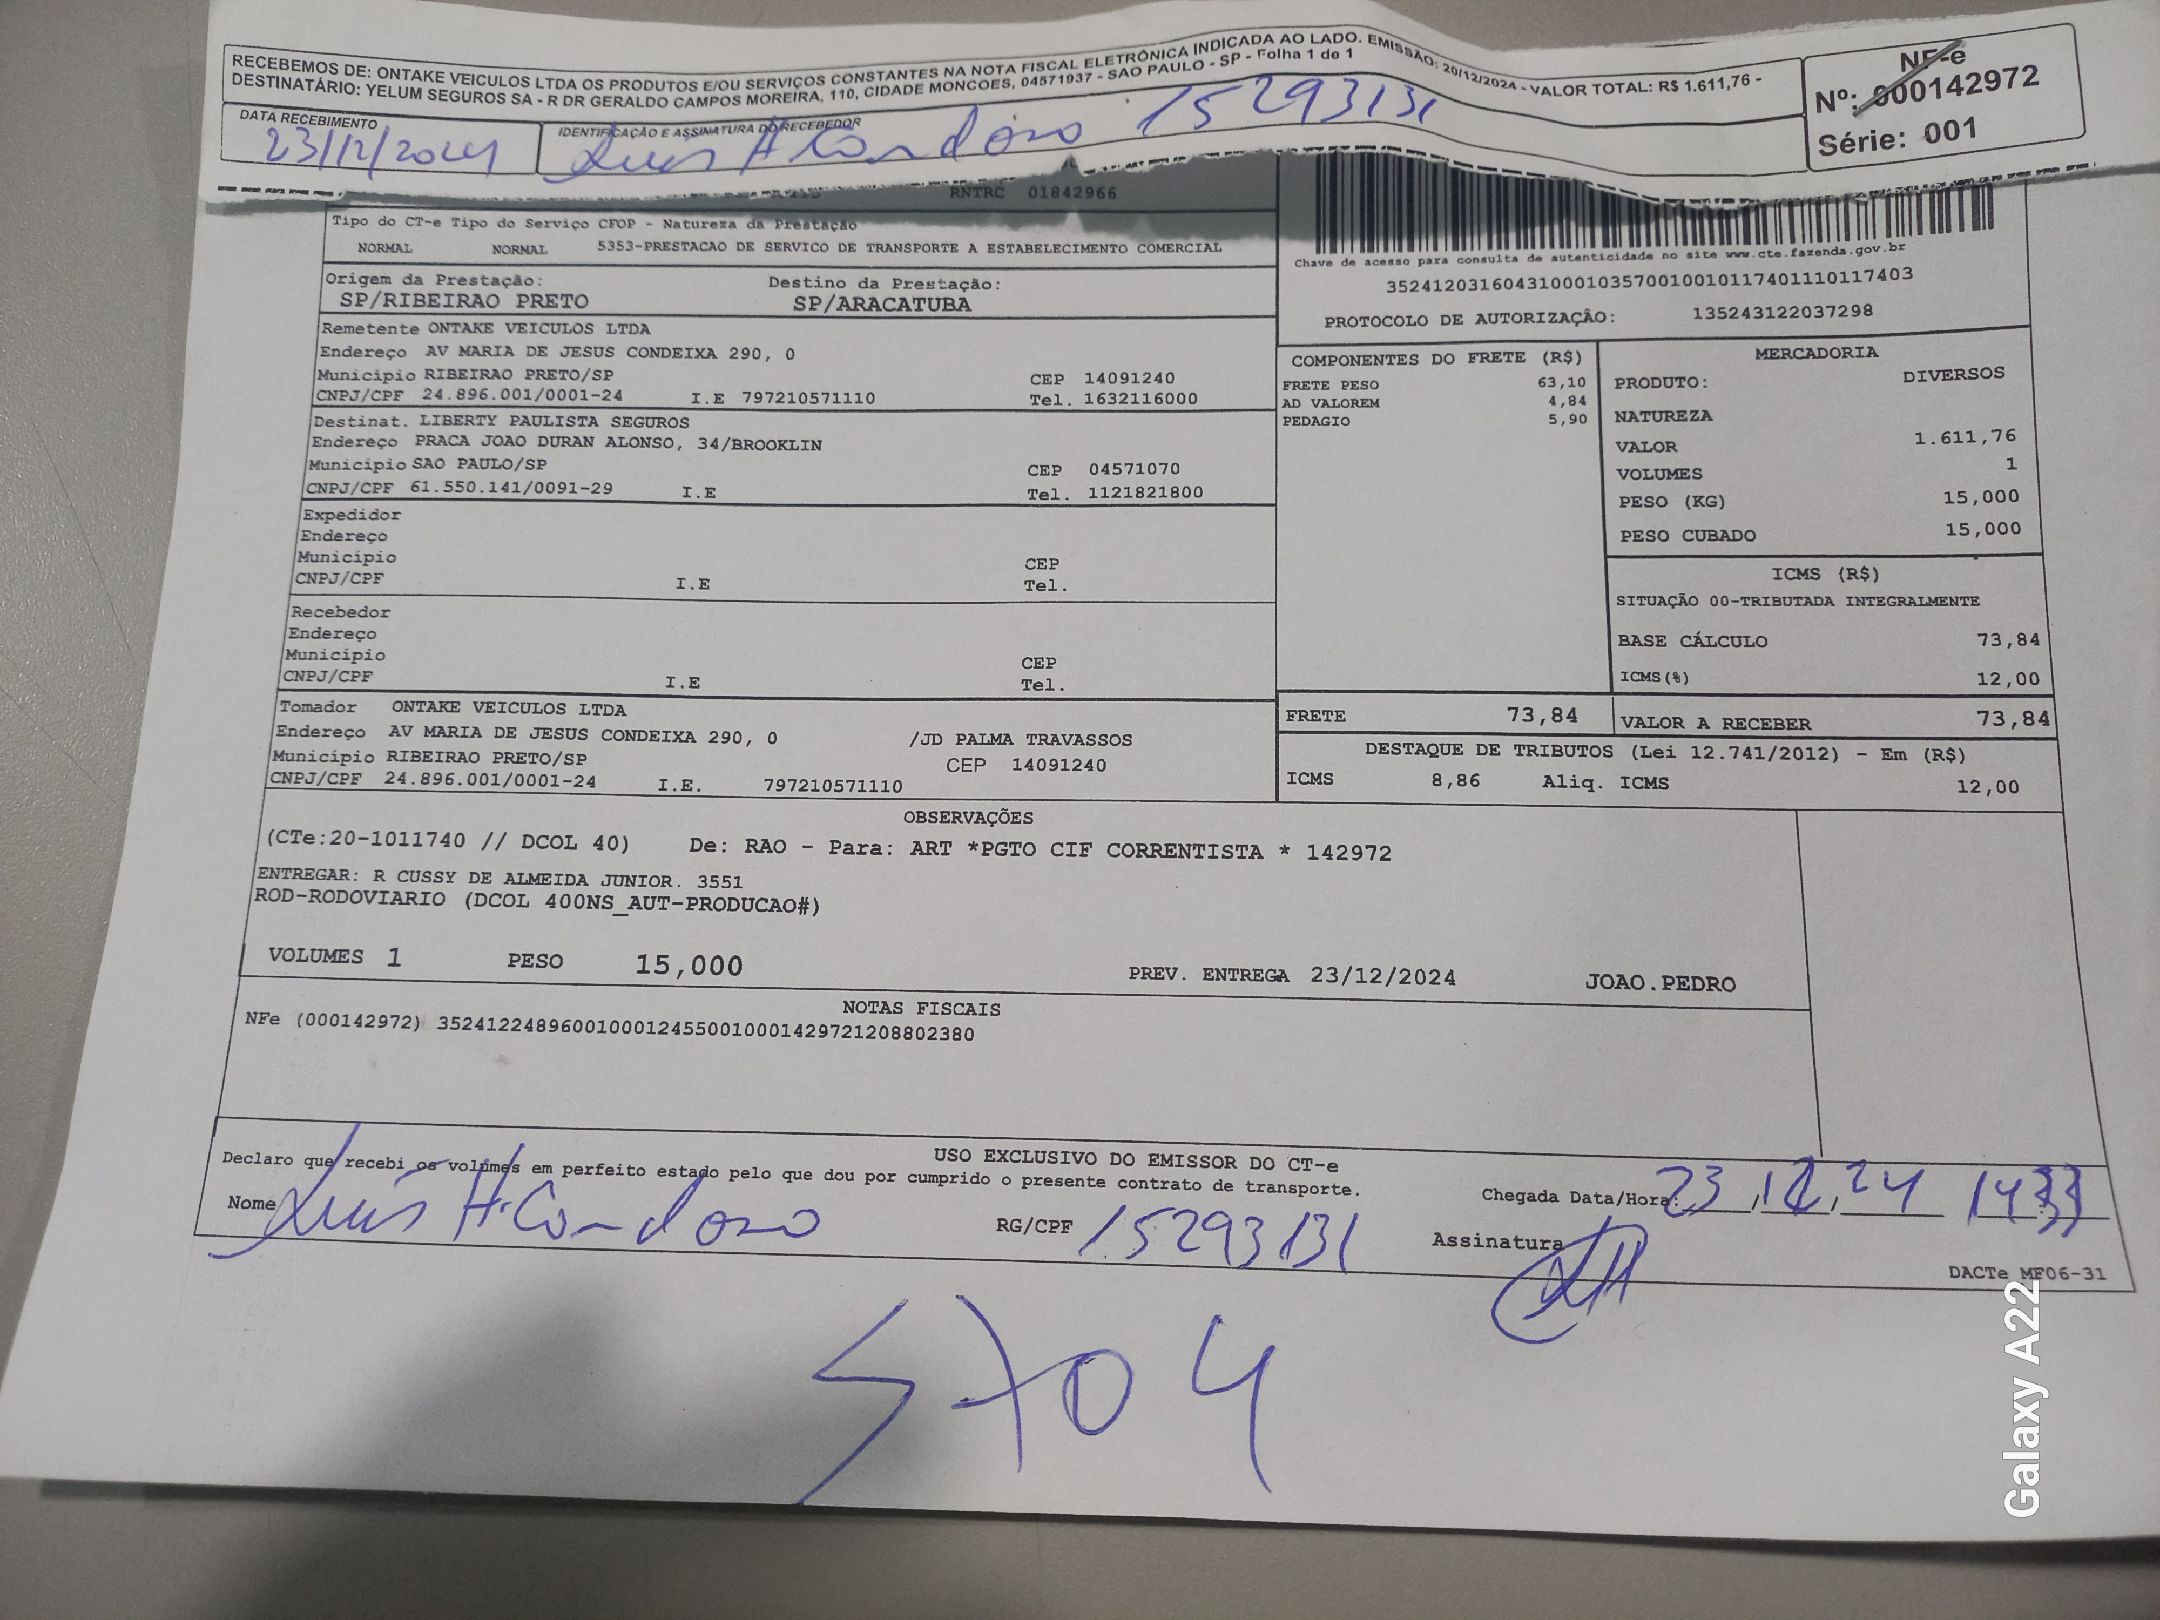 RECEBEMOS DE: ONTAKE VEICULOS LTDA OS PRODUTOS E/OU SERVIÇOS CONSTANTES NA NOTA FISCAL ELETRÔNICA INDICADA AO LADO. EMISSÃO: 20/12/2024 - VALOR TOTAL: R$ 1.611,76 -
DESTINATÁRIO: YELUM SEGUROS SA - R DR GERALDO CAMPOS MOREIRA, 110, CIDADE MONCOES, 04571937 - SAO PAULO - SP - Folha 1 de 1
NF-e
Nº: 000142972
Série: 001
DATA RECEBIMENTO
23/12/2024
IDENTIFICAÇÃO E ASSINATURA DO RECEBEDOR
Luis H Cardoso 15293131
RNTRC 01842966
Tipo do CT-e Tipo do Serviço CFOP - Natureza da Prestação
NORMAL NORMAL 5353-PRESTACAO DE SERVICO DE TRANSPORTE A ESTABELECIMENTO COMERCIAL
Chave de acesso para consulta de autenticidade no site www.cte.fazenda.gov.br
35241203160431000103570010010117401110117403
PROTOCOLO DE AUTORIZAÇÃO: 135243122037298
Origem da Prestação: Destino da Prestação:
SP/RIBEIRAO PRETO SP/ARACATUBA
Remetente ONTAKE VEICULOS LTDA
Endereço AV MARIA DE JESUS CONDEIXA 290, 0
Município RIBEIRAO PRETO/SP CEP 14091240
CNPJ/CPF 24.896.001/0001-24 I.E 797210571110 Tel. 1632116000
Destinat. LIBERTY PAULISTA SEGUROS
Endereço PRACA JOAO DURAN ALONSO, 34/BROOKLIN
Município SAO PAULO/SP CEP 04571070
CNPJ/CPF 61.550.141/0091-29 I.E Tel. 1121821800
Expedidor
Endereço
Município CEP
CNPJ/CPF I.E Tel.
Recebedor
Endereço
Município CEP
CNPJ/CPF I.E Tel.
Tomador ONTAKE VEICULOS LTDA
Endereço AV MARIA DE JESUS CONDEIXA 290, 0 /JD PALMA TRAVASSOS
Município RIBEIRAO PRETO/SP CEP 14091240
CNPJ/CPF 24.896.001/0001-24 I.E. 797210571110
COMPONENTES DO FRETE (R$)
FRETE PESO 63,10
AD VALOREM 4,84
PEDAGIO 5,90
MERCADORIA
PRODUTO: DIVERSOS
NATUREZA
VALOR 1.611,76
VOLUMES 1
PESO (KG) 15,000
PESO CUBADO 15,000
ICMS (R$)
SITUAÇÃO 00-TRIBUTADA INTEGRALMENTE
BASE CÁLCULO 73,84
ICMS(%) 12,00
FRETE 73,84 VALOR A RECEBER 73,84
DESTAQUE DE TRIBUTOS (Lei 12.741/2012) - Em (R$)
ICMS 8,86 Aliq. ICMS 12,00
OBSERVAÇÕES
(CTe:20-1011740 // DCOL 40) De: RAO - Para: ART *PGTO CIF CORRENTISTA * 142972
ENTREGAR: R CUSSY DE ALMEIDA JUNIOR. 3551
ROD-RODOVIARIO (DCOL 400NS_AUT-PRODUCAO#)
VOLUMES 1 PESO 15,000 PREV. ENTREGA 23/12/2024 JOAO.PEDRO
NOTAS FISCAIS
NFe (000142972) 35241224896001000124550010001429721208802380
USO EXCLUSIVO DO EMISSOR DO CT-e
Declaro que recebi os volumes em perfeito estado pelo que dou por cumprido o presente contrato de transporte.
Nome Luis H. Cardoso RG/CPF 15293131
Chegada Data/Hora: 23,12,24 1433
Assinatura
DACTe MF06-31
5704
Galaxy A22